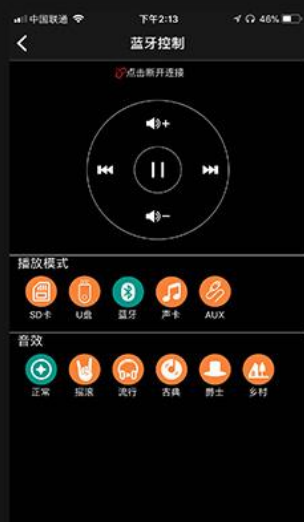 中国联通 下午2:13 46%
蓝牙控制
点击断开连接
+
−
播放模式
SD卡 U盘 蓝牙 声卡 AUX
音效
正常 摇滚 流行 古典 爵士 乡村